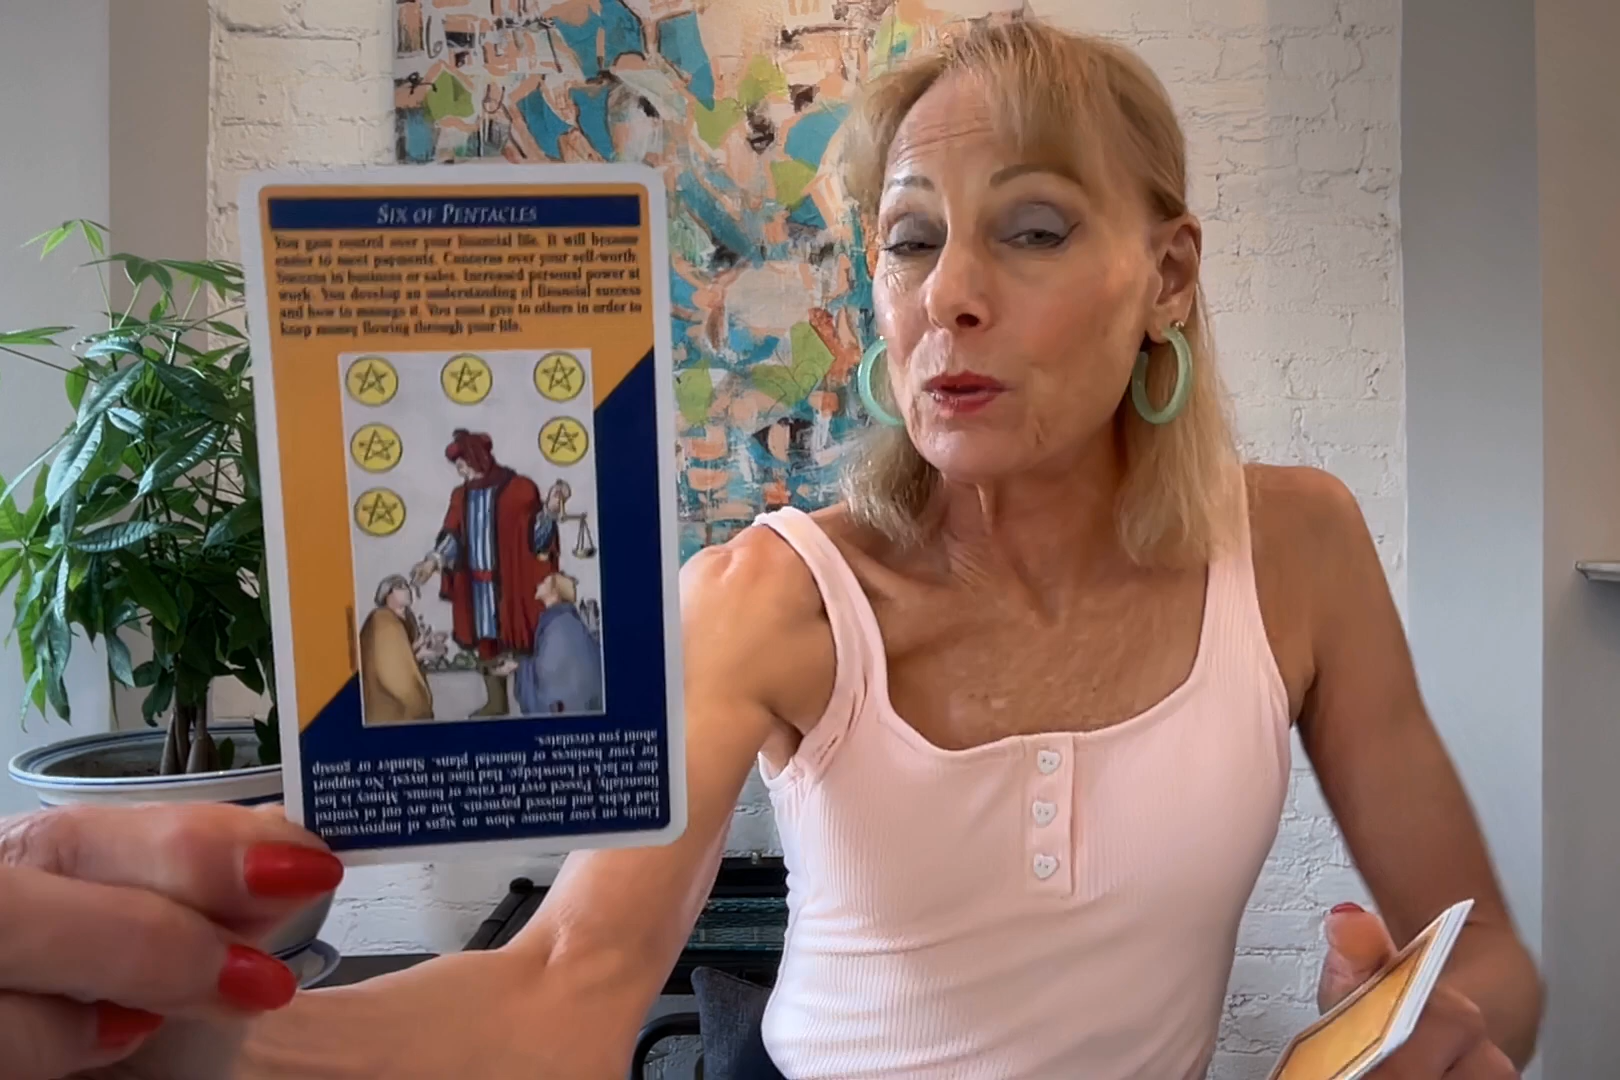 SIX OF PENTACLES
You gain control over your financial life. It will become
easier to meet payments. Concerns over your self-worth.
Success in business or sales. Increased personal power at
work. You develop an understanding of financial success
and how to manage it. You must give to others in order to
keep money flowing through your life.
Limits on your income show no signs of improvement
Bad debts and missed payments. You are out of control
financially. Passed over for raise or bonus. Money is lost
due to lack of knowledge. Bad time to invest. No support
for your business or financial plans. Slander or gossip
about you circulates.